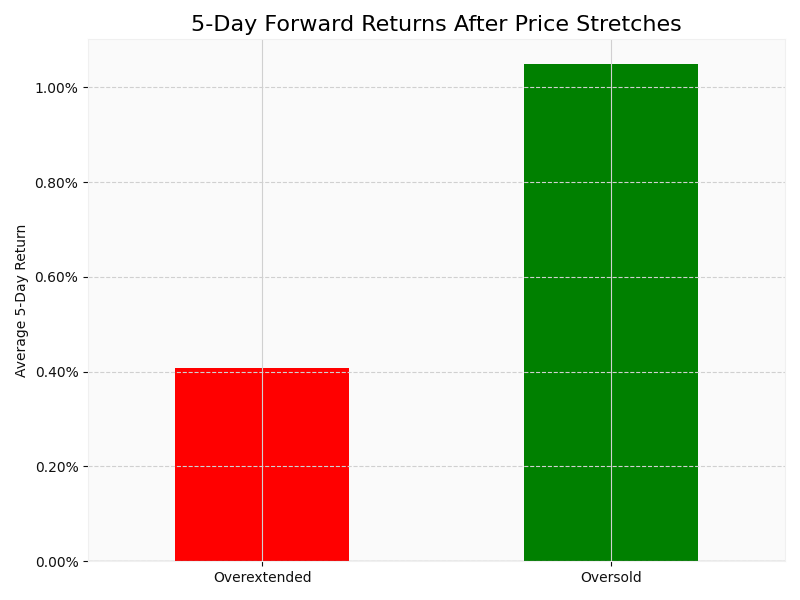 5-Day Forward Returns After Price Stretches
Average 5-Day Return
1.00%
0.80%
0.60%
0.40%
0.20%
0.00%
Overextended
Oversold